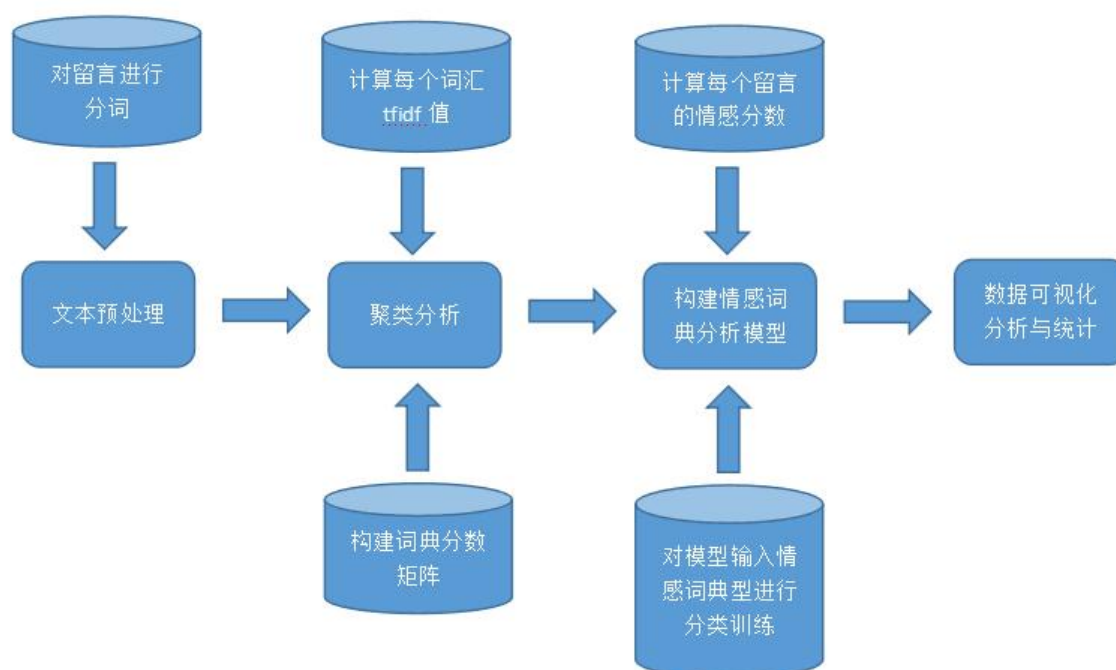 对留言进行
分词
计算每个词汇
tfidf 值
计算每个留言
的情感分数
文本预处理
聚类分析
构建情感词
典分析模型
数据可视化
分析与统计
构建词典分数
矩阵
对模型输入情
感词典型进行
分类训练